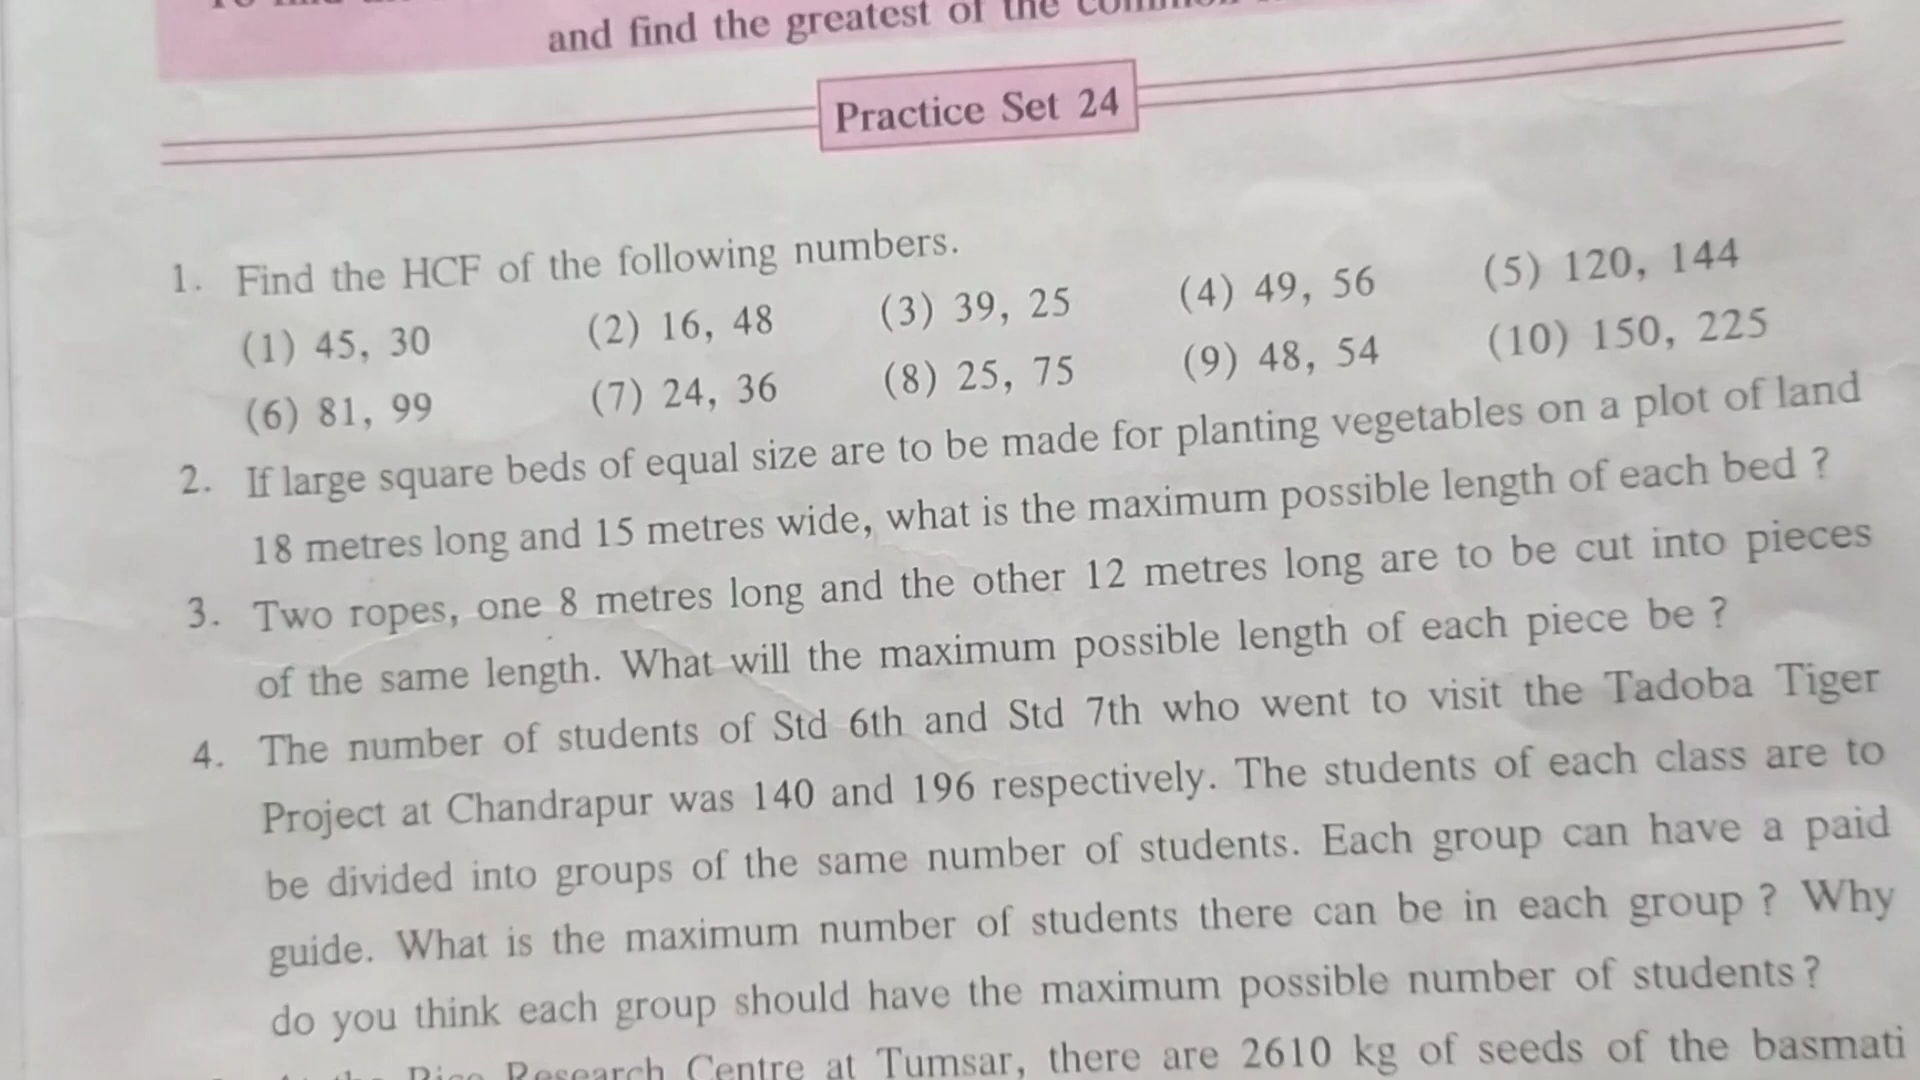 and find the greatest of the
Practice Set 24
1. Find the HCF of the following numbers.
(1) 45, 30 (2) 16, 48 (3) 39, 25 (4) 49, 56 (5) 120, 144
(6) 81, 99 (7) 24, 36 (8) 25, 75 (9) 48, 54 (10) 150, 225
2. If large square beds of equal size are to be made for planting vegetables on a plot of land
18 metres long and 15 metres wide, what is the maximum possible length of each bed ?
3. Two ropes, one 8 metres long and the other 12 metres long are to be cut into pieces
of the same length. What will the maximum possible length of each piece be ?
4. The number of students of Std 6th and Std 7th who went to visit the Tadoba Tiger
Project at Chandrapur was 140 and 196 respectively. The students of each class are to
be divided into groups of the same number of students. Each group can have a paid
guide. What is the maximum number of students there can be in each group ? Why
do you think each group should have the maximum possible number of students ?
Rice Research Centre at Tumsar, there are 2610 kg of seeds of the basmati